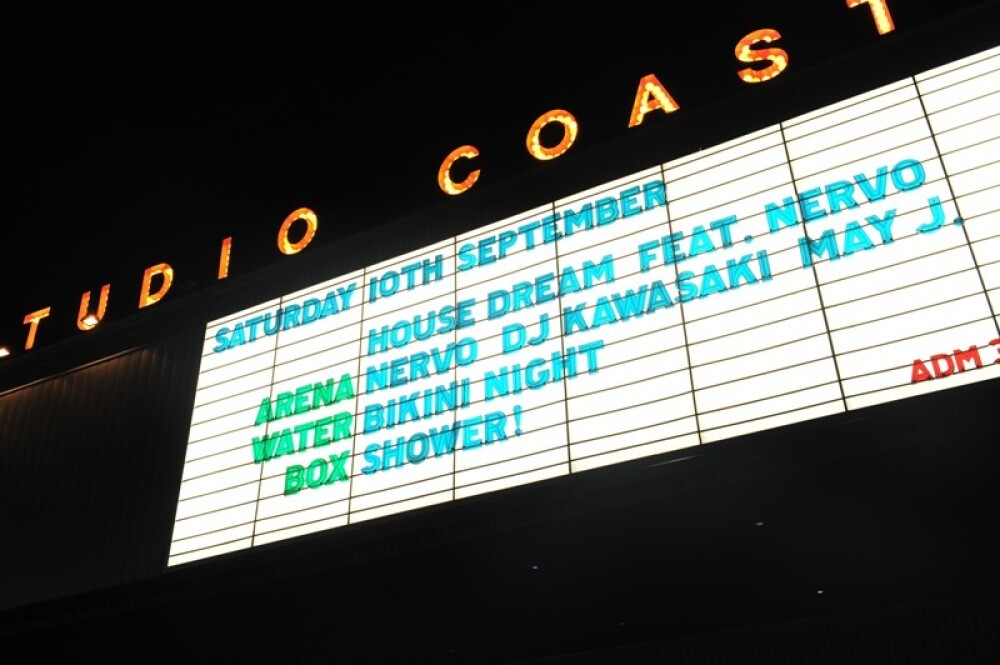 TUDIO COAST
SATURDAY 10TH SEPTEMBER
HOUSE DREAM FEAT. NERVO
ARENA NERVO DJ KAWASAKI MAY J.
WATER BIKINI NIGHT
BOX SHOWER!
ADM